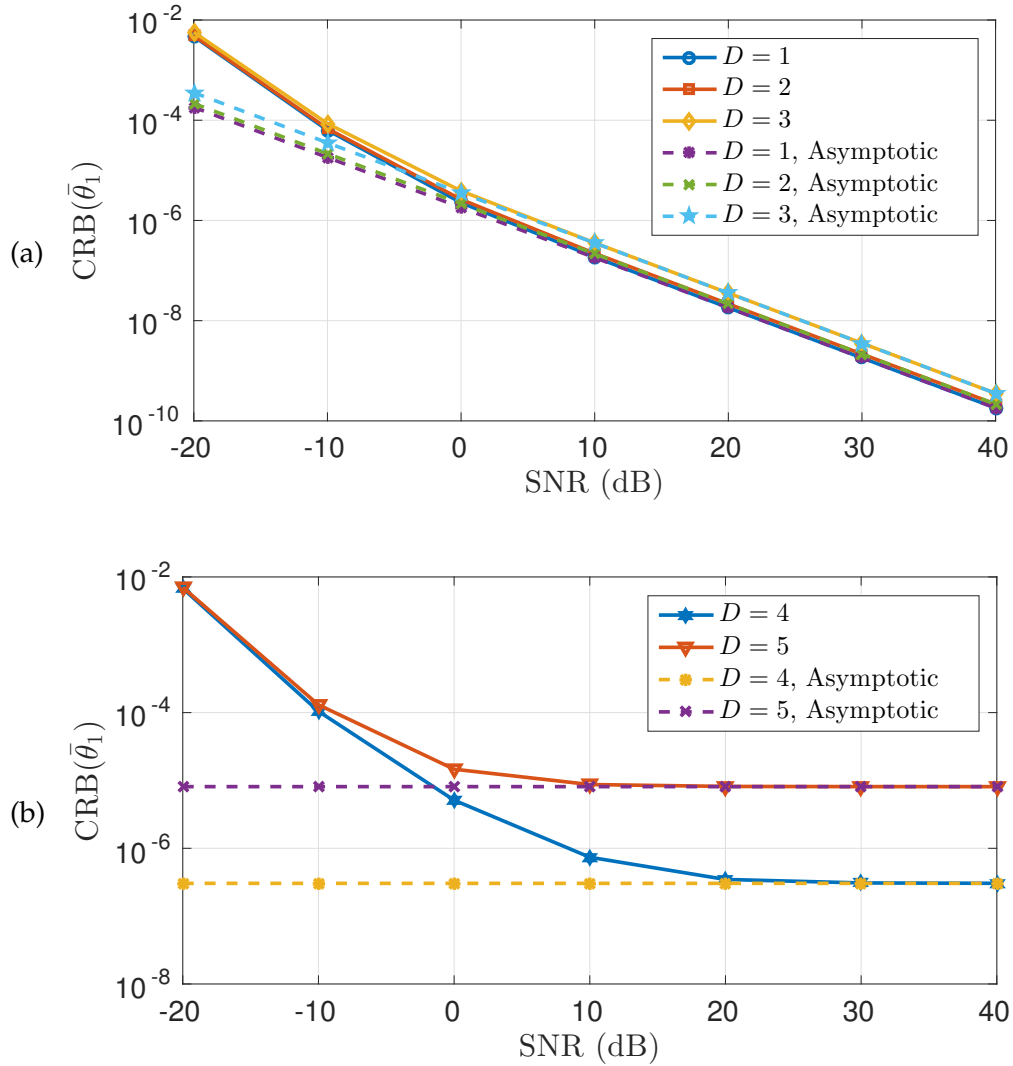 (a)
CRB(θ̄₁)
10⁻²
10⁻⁴
10⁻⁶
10⁻⁸
10⁻¹⁰
-20 -10 0 10 20 30 40
SNR (dB)
D = 1
D = 2
D = 3
D = 1, Asymptotic
D = 2, Asymptotic
D = 3, Asymptotic
(b)
CRB(θ̄₁)
10⁻²
10⁻⁴
10⁻⁶
10⁻⁸
-20 -10 0 10 20 30 40
SNR (dB)
D = 4
D = 5
D = 4, Asymptotic
D = 5, Asymptotic